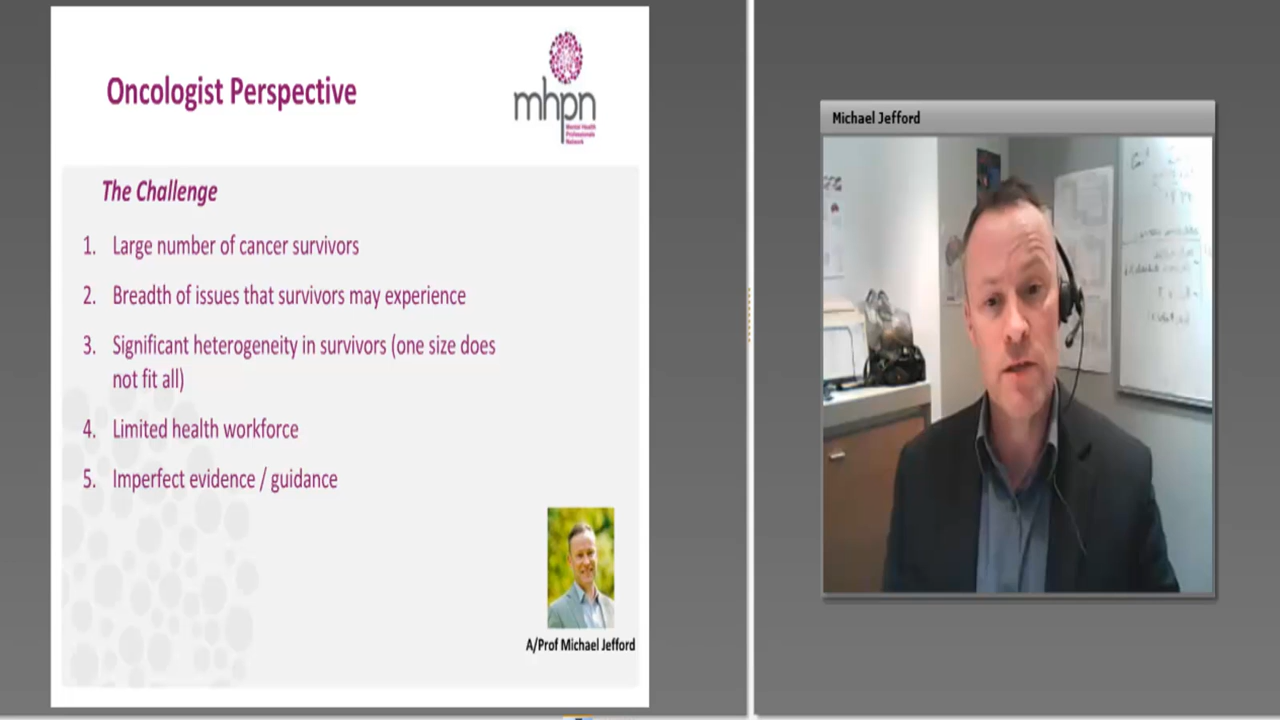 Oncologist Perspective
mhpn
Mental Health
Professionals
Network
The Challenge
1. Large number of cancer survivors
2. Breadth of issues that survivors may experience
3. Significant heterogeneity in survivors (one size does
not fit all)
4. Limited health workforce
5. Imperfect evidence / guidance
A/Prof Michael Jefford
Michael Jefford